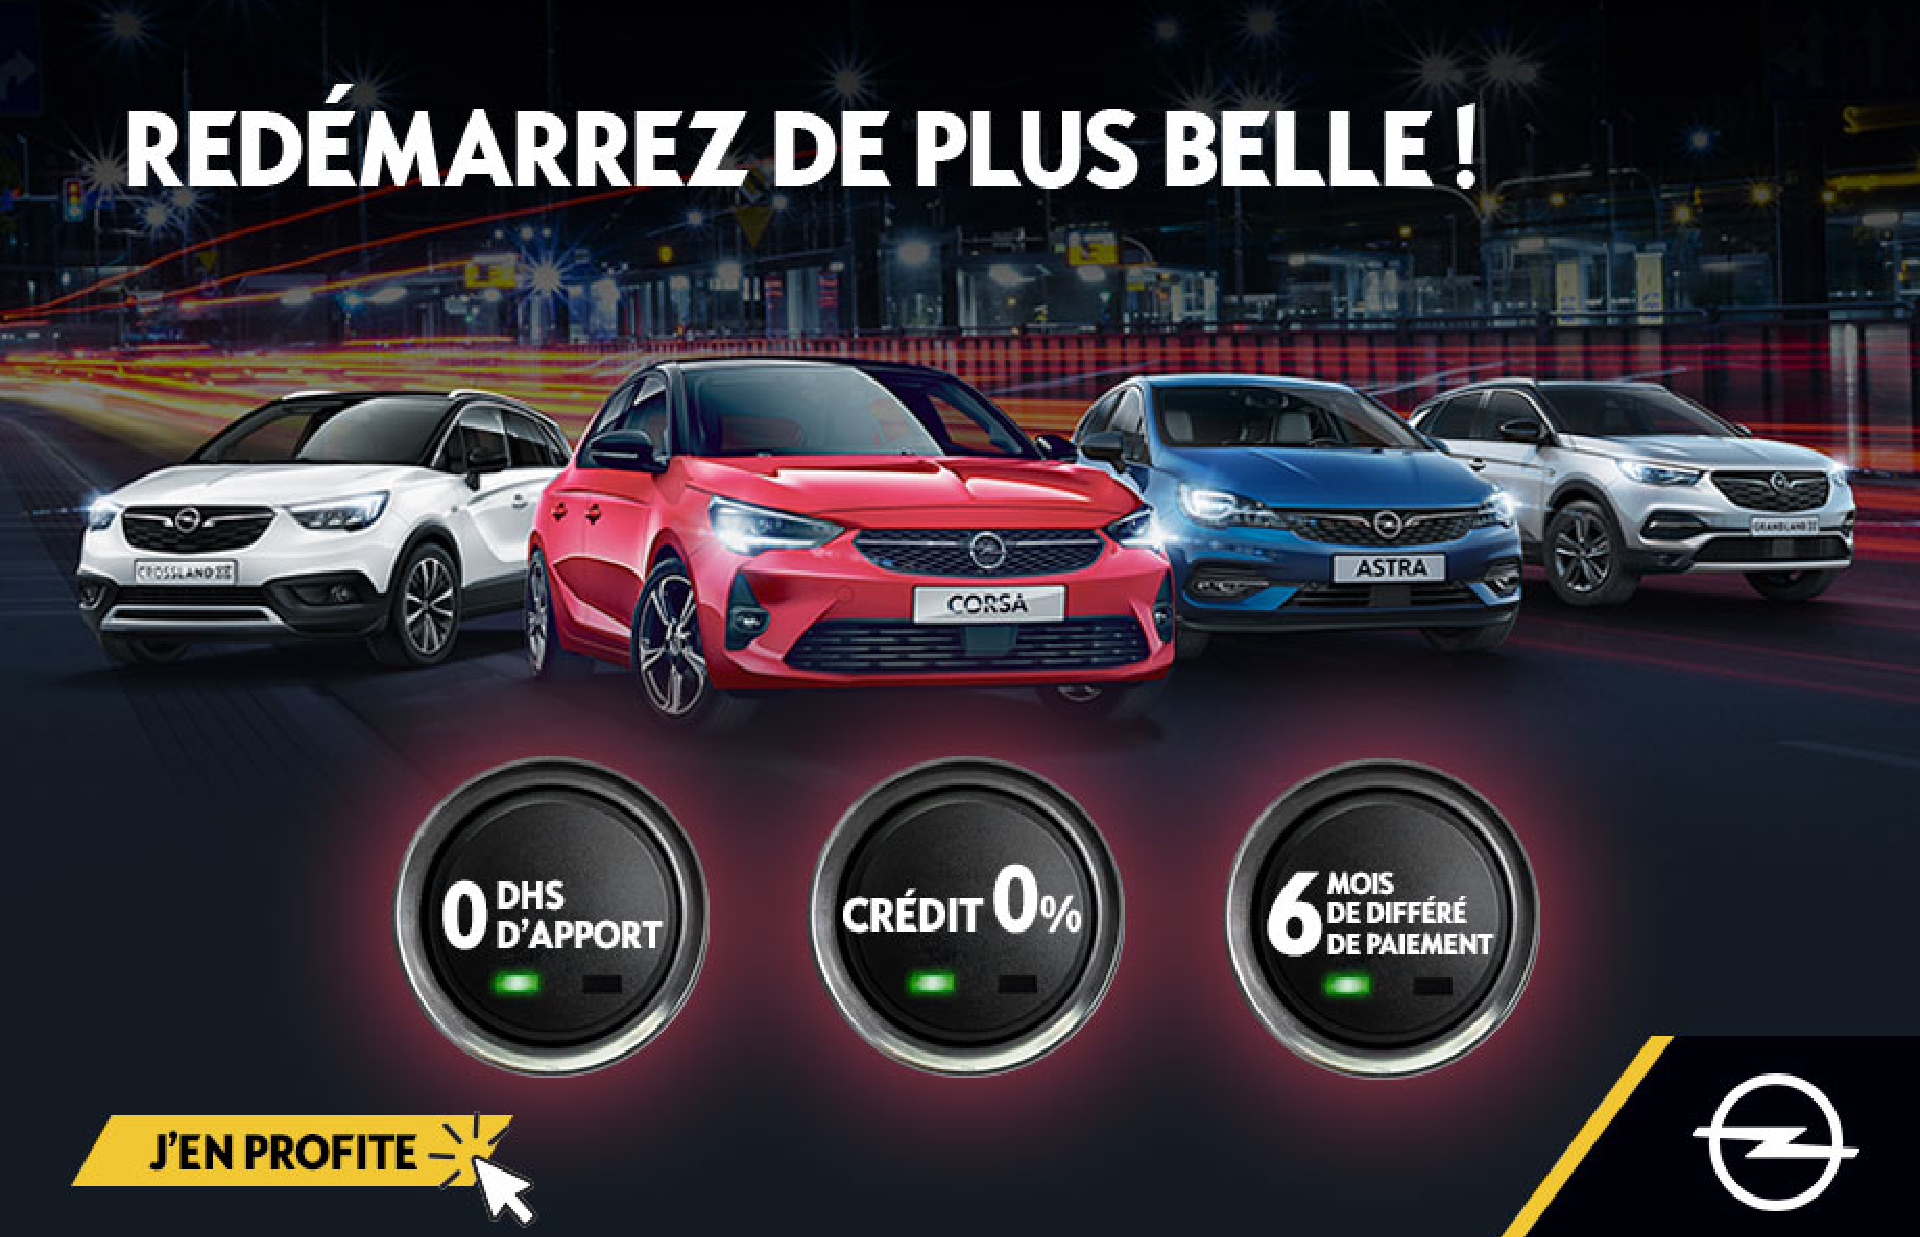 REDÉMARREZ DE PLUS BELLE !
CROSSLAND X
CORSA
ASTRA
GRANDLAND X
0 DHS
D'APPORT
CRÉDIT 0%
6 MOIS
DE DIFFÉRÉ
DE PAIEMENT
J'EN PROFITE